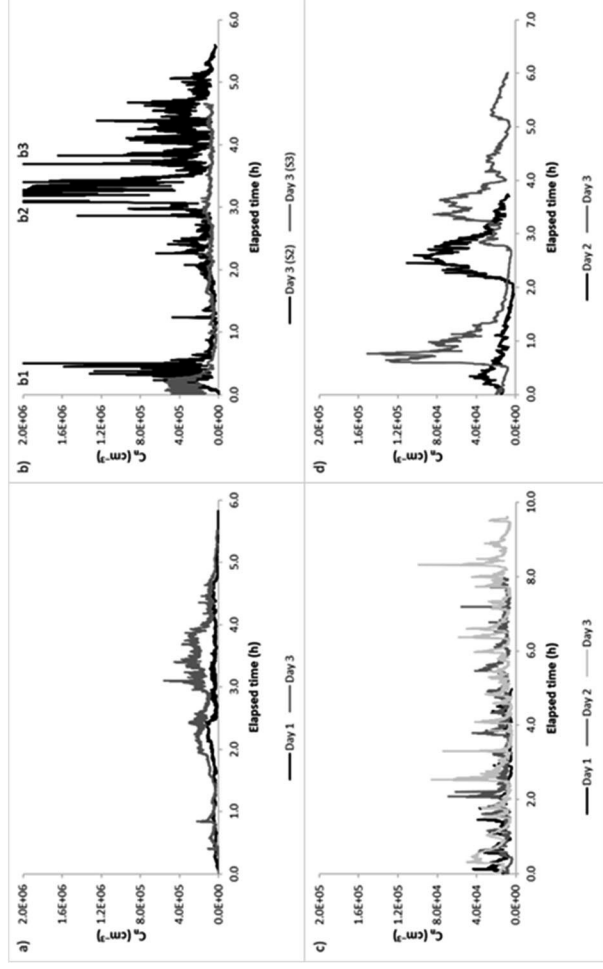 a)
2.0E+06
1.6E+06
1.2E+06
8.0E+05
4.0E+05
0.0E+00
Cn (cm⁻³)
0.0 1.0 2.0 3.0 4.0 5.0 6.0
Elapsed time (h)
Day 1 Day 3
b)
b1 b2 b3
2.0E+06
1.6E+06
1.2E+06
8.0E+05
4.0E+05
0.0E+00
Cn (cm⁻³)
0.0 1.0 2.0 3.0 4.0 5.0 6.0
Elapsed time (h)
Day 3 (S2) Day 3 (S3)
c)
2.0E+05
1.6E+05
1.2E+05
8.0E+04
4.0E+04
0.0E+00
Cn (cm⁻³)
0.0 2.0 4.0 6.0 8.0 10.0
Elapsed time (h)
Day 1 Day 2 Day 3
d)
2.0E+05
1.6E+05
1.2E+05
8.0E+04
4.0E+04
0.0E+00
Cn (cm⁻³)
0.0 1.0 2.0 3.0 4.0 5.0 6.0 7.0
Elapsed time (h)
Day 2 Day 3